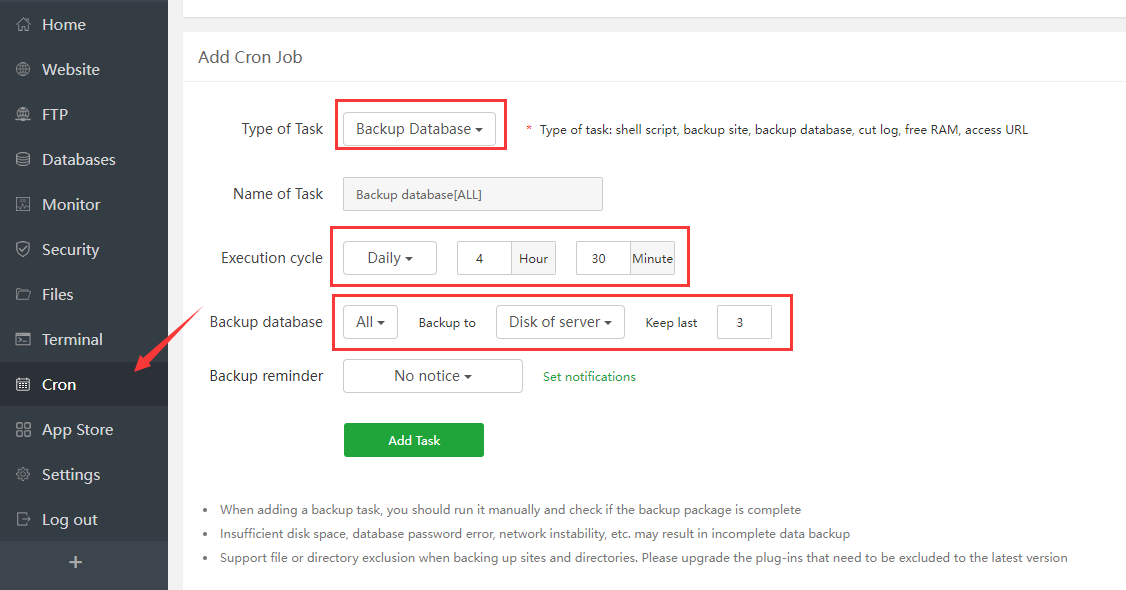 Home
Website
FTP
Databases
Monitor
Security
Files
Terminal
Cron
App Store
Settings
Log out
+
Add Cron Job
Type of Task Backup Database * Type of task: shell script, backup site, backup database, cut log, free RAM, access URL
Name of Task Backup database[ALL]
Execution cycle Daily 4 Hour 30 Minute
Backup database All Backup to Disk of server Keep last 3
Backup reminder No notice Set notifications
Add Task
• When adding a backup task, you should run it manually and check if the backup package is complete
• Insufficient disk space, database password error, network instability, etc. may result in incomplete data backup
• Support file or directory exclusion when backing up sites and directories. Please upgrade the plug-ins that need to be excluded to the latest version